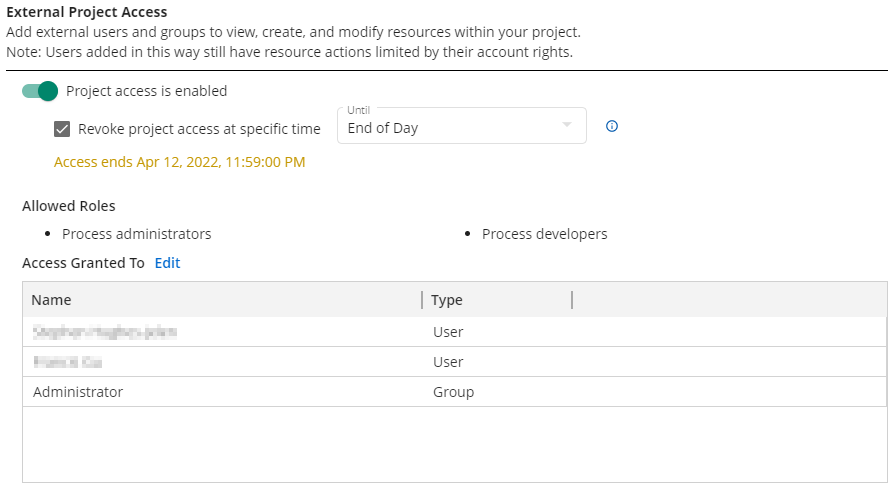 External Project Access
Add external users and groups to view, create, and modify resources within your project.
Note: Users added in this way still have resource actions limited by their account rights.
Project access is enabled
Until
Revoke project access at specific time End of Day
Access ends Apr 12, 2022, 11:59:00 PM
Allowed Roles
• Process administrators • Process developers
Access Granted To Edit
Name Type
User
User
Administrator Group